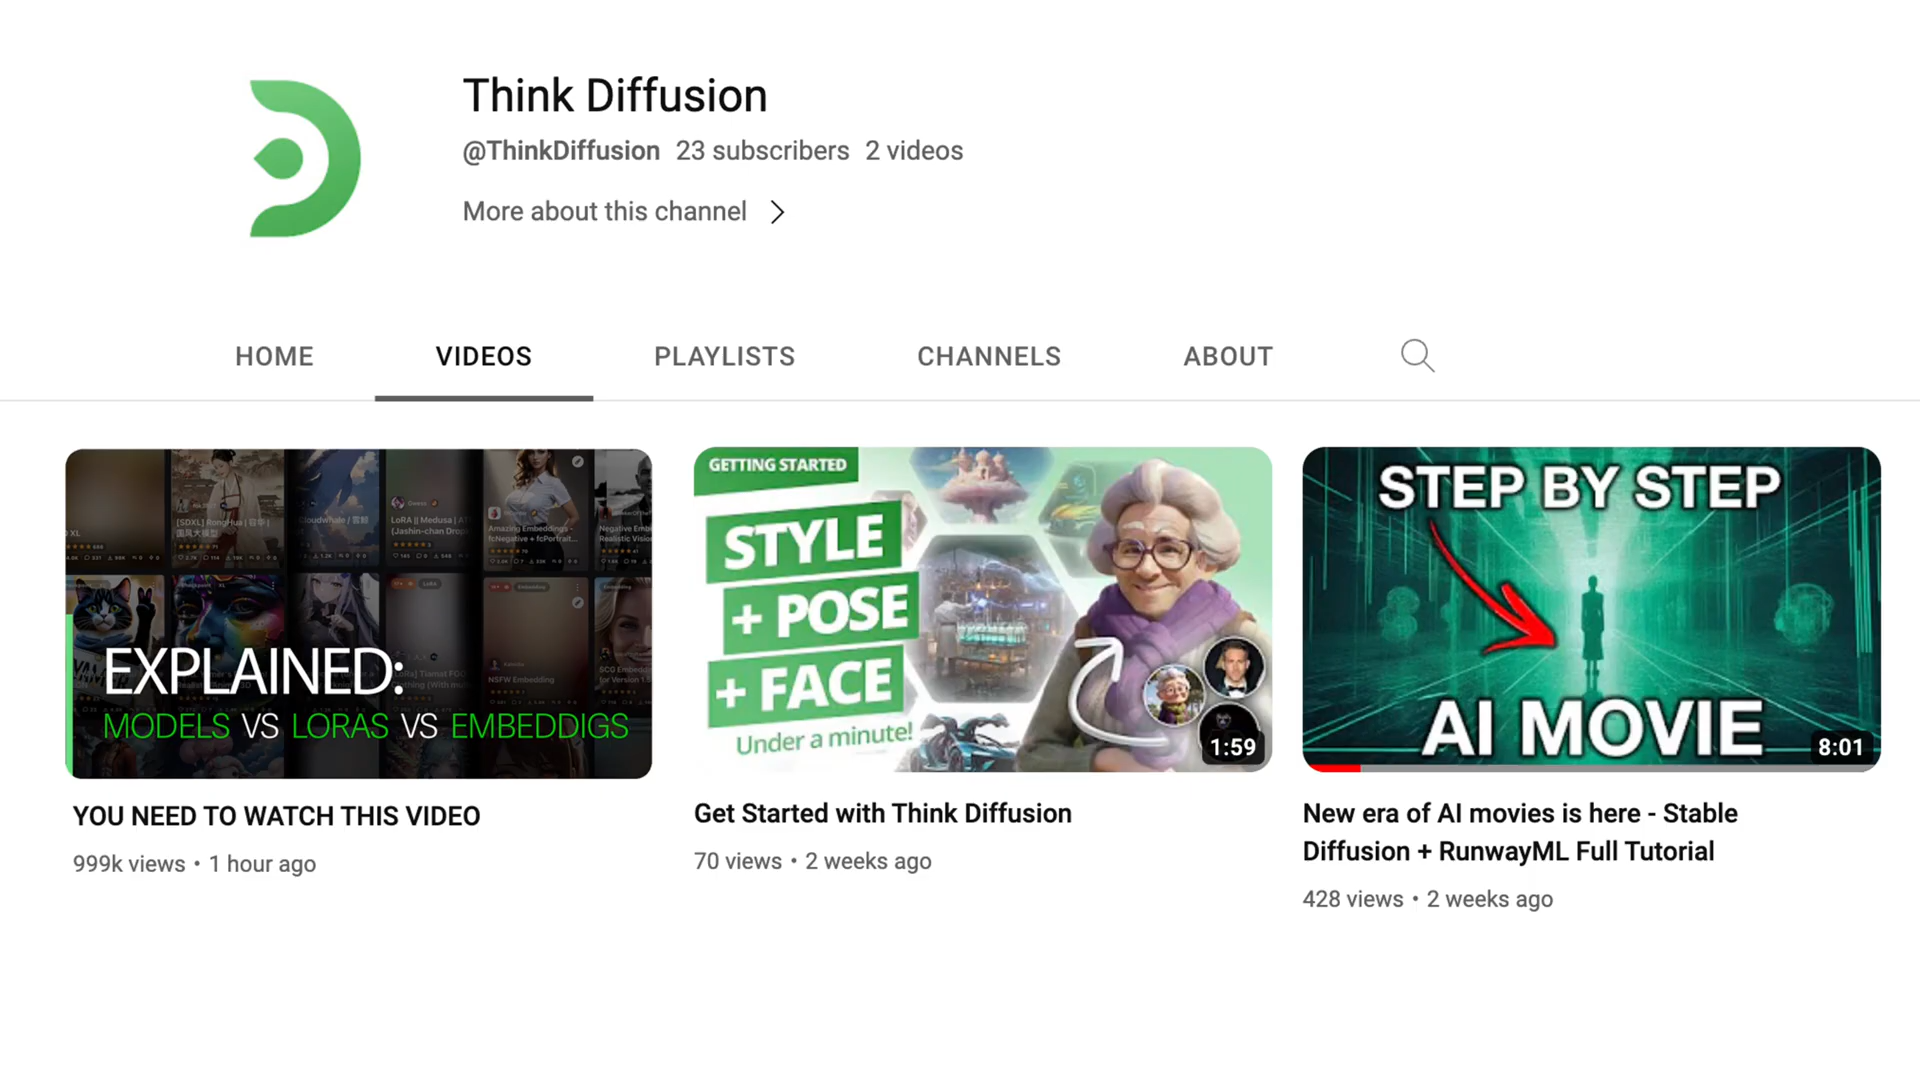 Think Diffusion
@ThinkDiffusion 23 subscribers 2 videos
More about this channel
HOME VIDEOS PLAYLISTS CHANNELS ABOUT
EXPLAINED:
MODELS VS LORAS VS EMBEDDIGS
YOU NEED TO WATCH THIS VIDEO
999k views • 1 hour ago
GETTING STARTED
STYLE
+ POSE
+ FACE
Under a minute!
1:59
Get Started with Think Diffusion
70 views • 2 weeks ago
STEP BY STEP
AI MOVIE
8:01
New era of AI movies is here - Stable
Diffusion + RunwayML Full Tutorial
428 views • 2 weeks ago